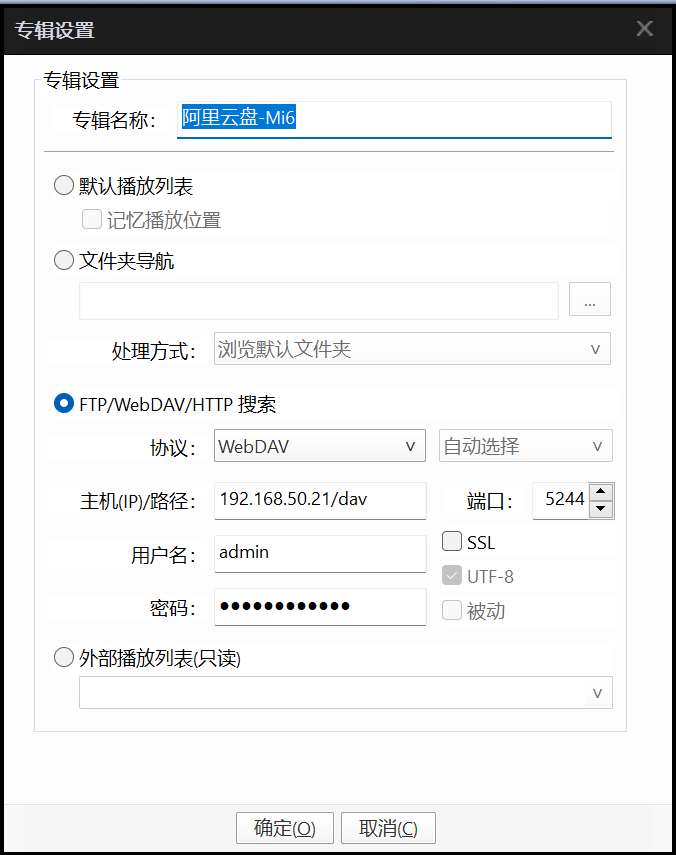 专辑设置
专辑设置
专辑名称： 阿里云盘-Mi6
默认播放列表
记忆播放位置
文件夹导航
...
处理方式： 浏览默认文件夹
FTP/WebDAV/HTTP 搜索
协议： WebDAV 自动选择
主机(IP)/路径： 192.168.50.21/dav 端口： 5244
用户名： admin SSL
UTF-8
密码： ●●●●●●●●●●●● 被动
外部播放列表(只读)
确定(O) 取消(C)